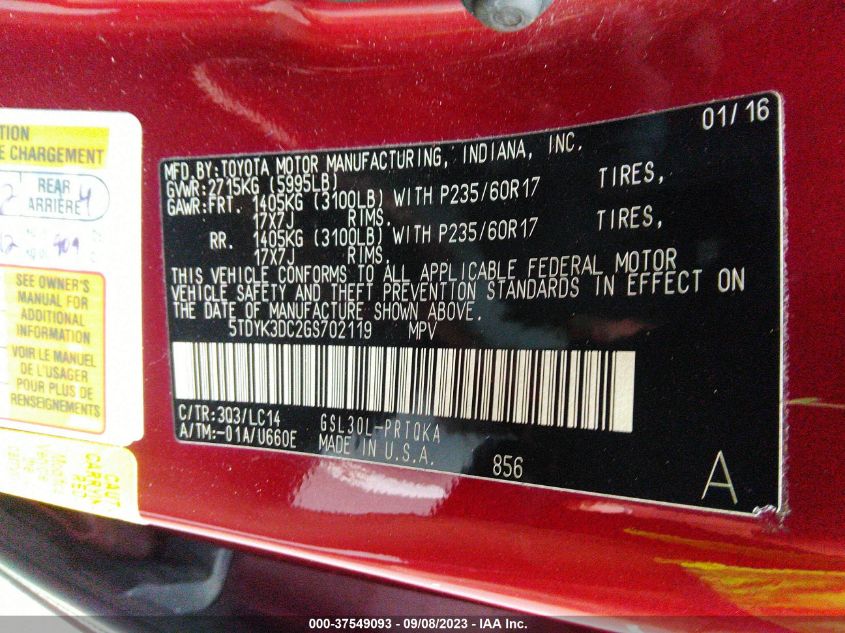 01/16
MFD. BY: TOYOTA MOTOR MANUFACTURING, INDIANA, INC.
GVWR: 2715KG (5995LB)
GAWR: FRT. 1405KG (3100LB) WITH P235/60R17 TIRES,
17X7J RIMS.
RR. 1405KG (3100LB) WITH P235/60R17 TIRES,
17X7J RIMS.
THIS VEHICLE CONFORMS TO ALL APPLICABLE FEDERAL MOTOR
VEHICLE SAFETY AND THEFT PREVENTION STANDARDS IN EFFECT ON
THE DATE OF MANUFACTURE SHOWN ABOVE.
5TDYK3DC2GS702119 MPV
C/TR: 3Q3/LC14 GSL30L-PRTQKA
A/TM: -01A/U660E MADE IN U.S.A.
856
A
CHARGEMENT
REAR
ARRIÈRE 4
SEE OWNER'S
MANUAL FOR
ADDITIONAL
INFORMATION
VOIR LE MANUEL
DE L'USAGER
POUR PLUS DE
RENSEIGNEMENTS
000-37549093 - 09/08/2023 - IAA Inc.